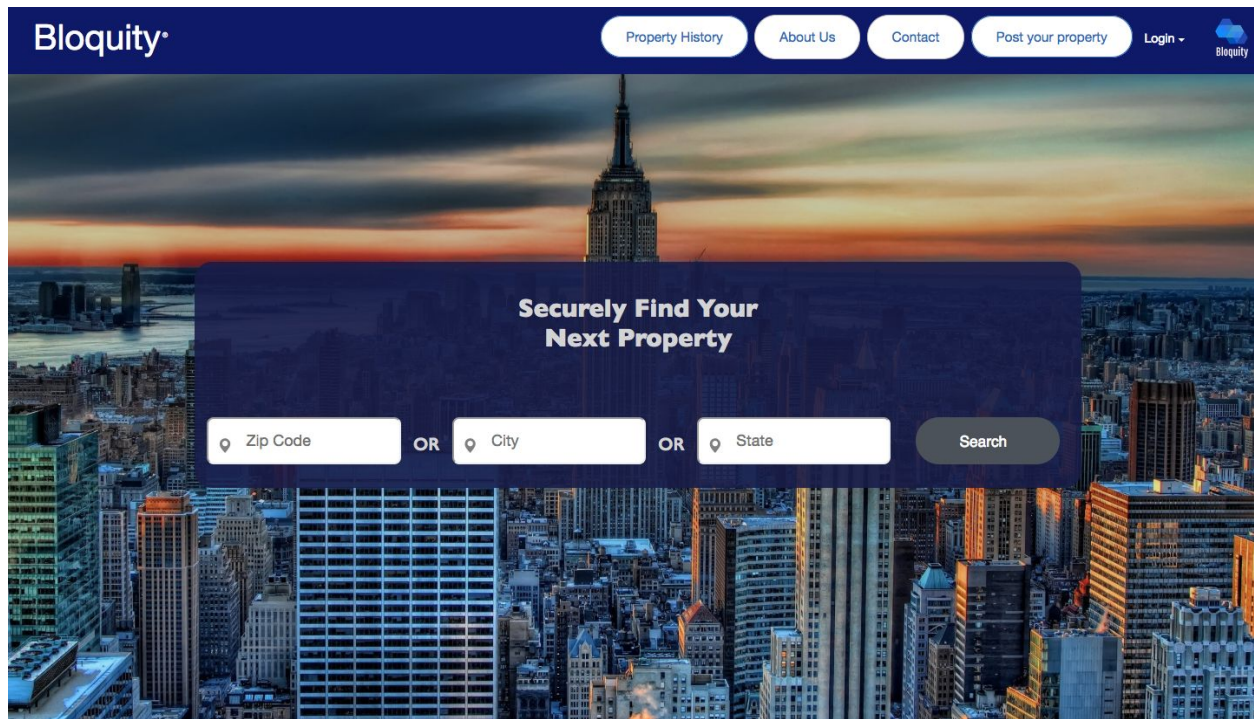 Bloquity•
Property History
About Us
Contact
Post your property
Login
Bloquity
Securely Find Your
Next Property
Zip Code
OR
City
OR
State
Search